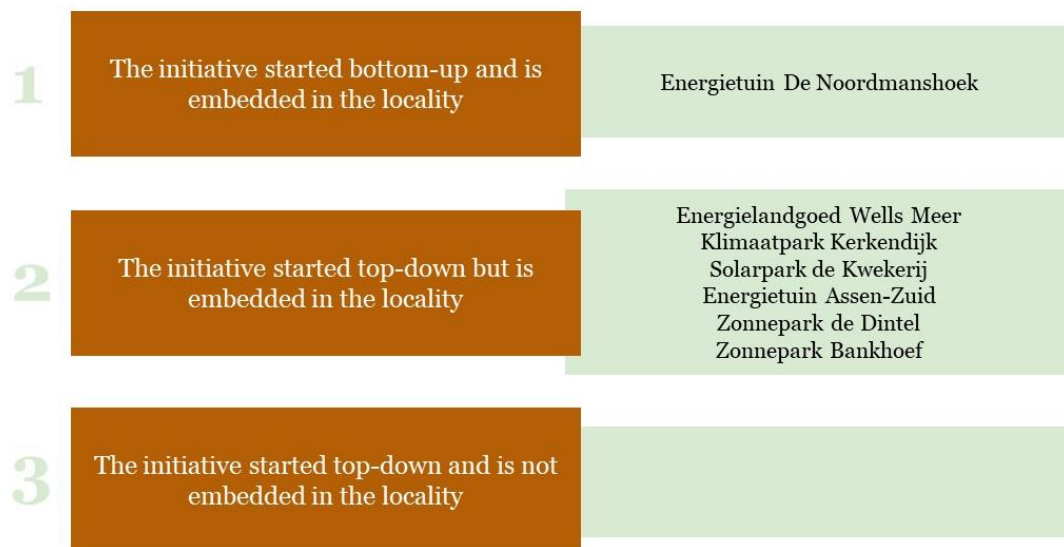 1
The initiative started bottom-up and is
embedded in the locality
Energietuin De Noordmanshoek
2
The initiative started top-down but is
embedded in the locality
Energielandgoed Wells Meer
Klimaatpark Kerkendijk
Solarpark de Kwekerij
Energietuin Assen-Zuid
Zonnepark de Dintel
Zonnepark Bankhoef
3
The initiative started top-down and is not
embedded in the locality